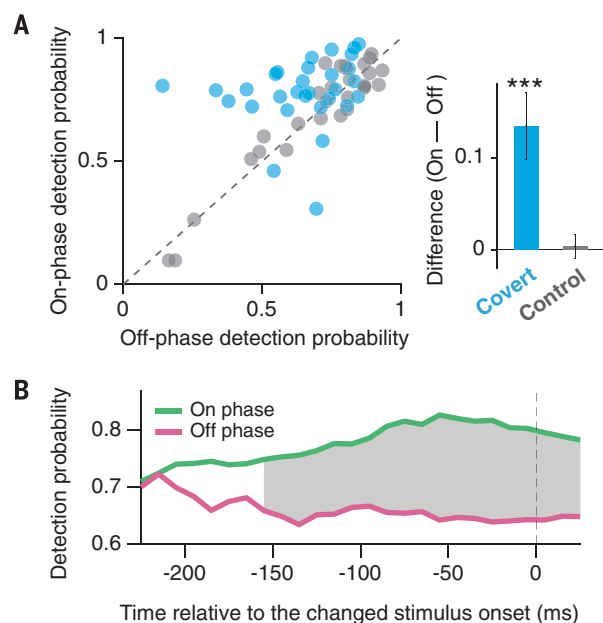 A
On-phase detection probability
1
0.5
0
0
0.5
1
Off-phase detection probability
Difference (On — Off)
0.1
0
***
Covert
Control
B
Detection probability
0.8
0.7
0.6
On phase
Off phase
-200
-150
-100
-50
0
Time relative to the changed stimulus onset (ms)